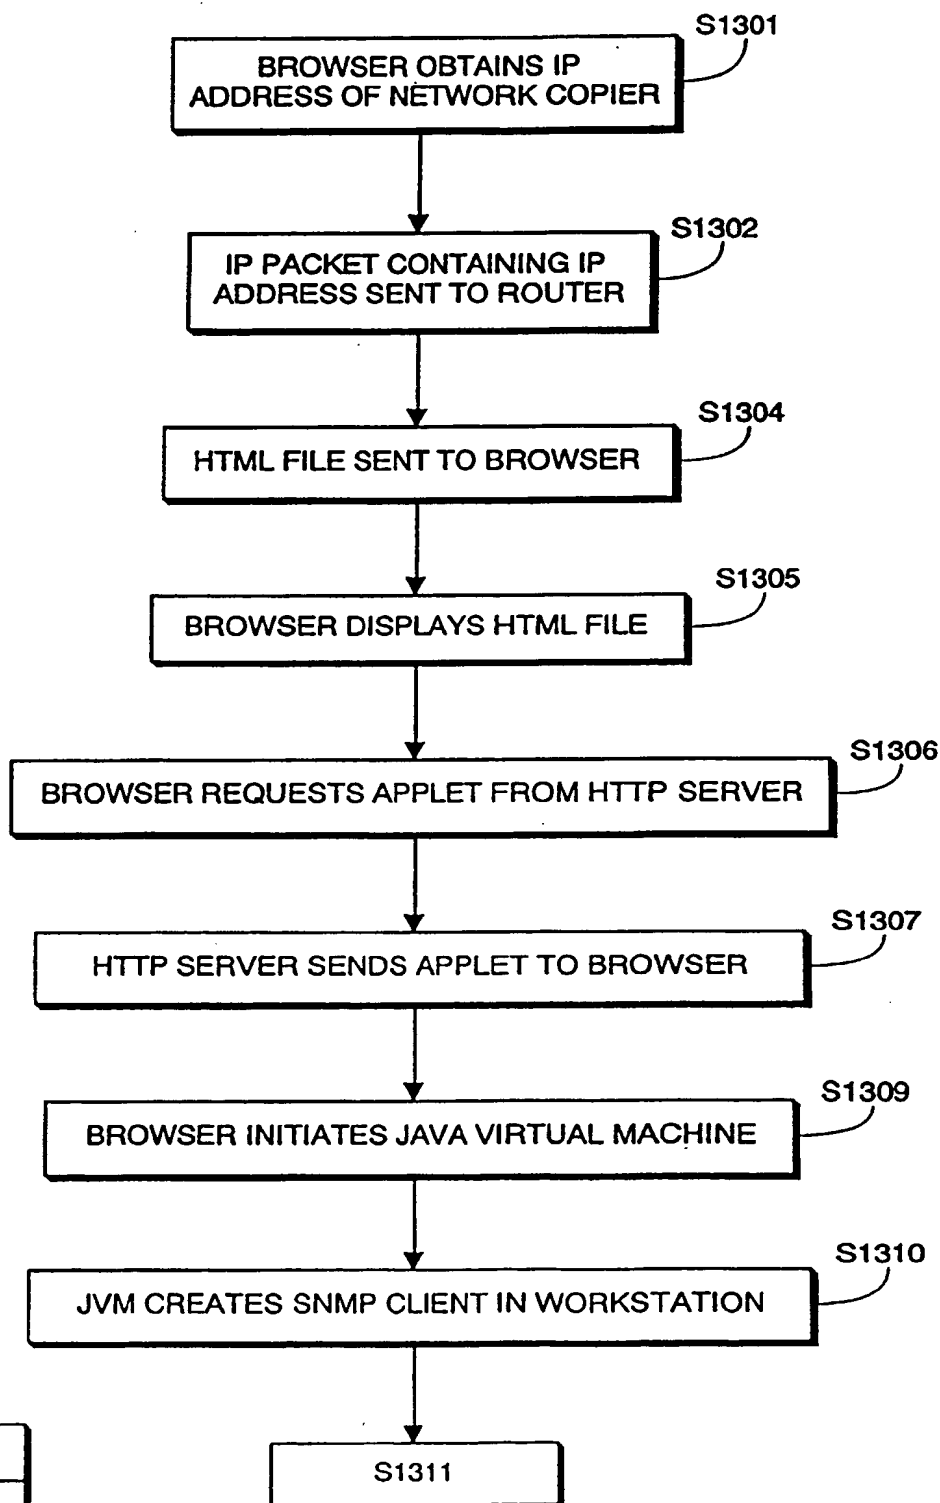 S1301
BROWSER OBTAINS IP
ADDRESS OF NETWORK COPIER
S1302
IP PACKET CONTAINING IP
ADDRESS SENT TO ROUTER
S1304
HTML FILE SENT TO BROWSER
S1305
BROWSER DISPLAYS HTML FILE
S1306
BROWSER REQUESTS APPLET FROM HTTP SERVER
S1307
HTTP SERVER SENDS APPLET TO BROWSER
S1309
BROWSER INITIATES JAVA VIRTUAL MACHINE
S1310
JVM CREATES SNMP CLIENT IN WORKSTATION
S1311